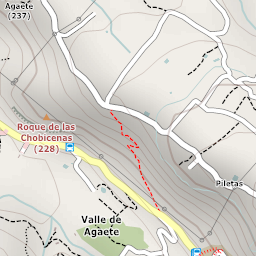 Agaete
(237)
Roque de las
Chobicenas
(228)
Piletas
Valle de
Agaete